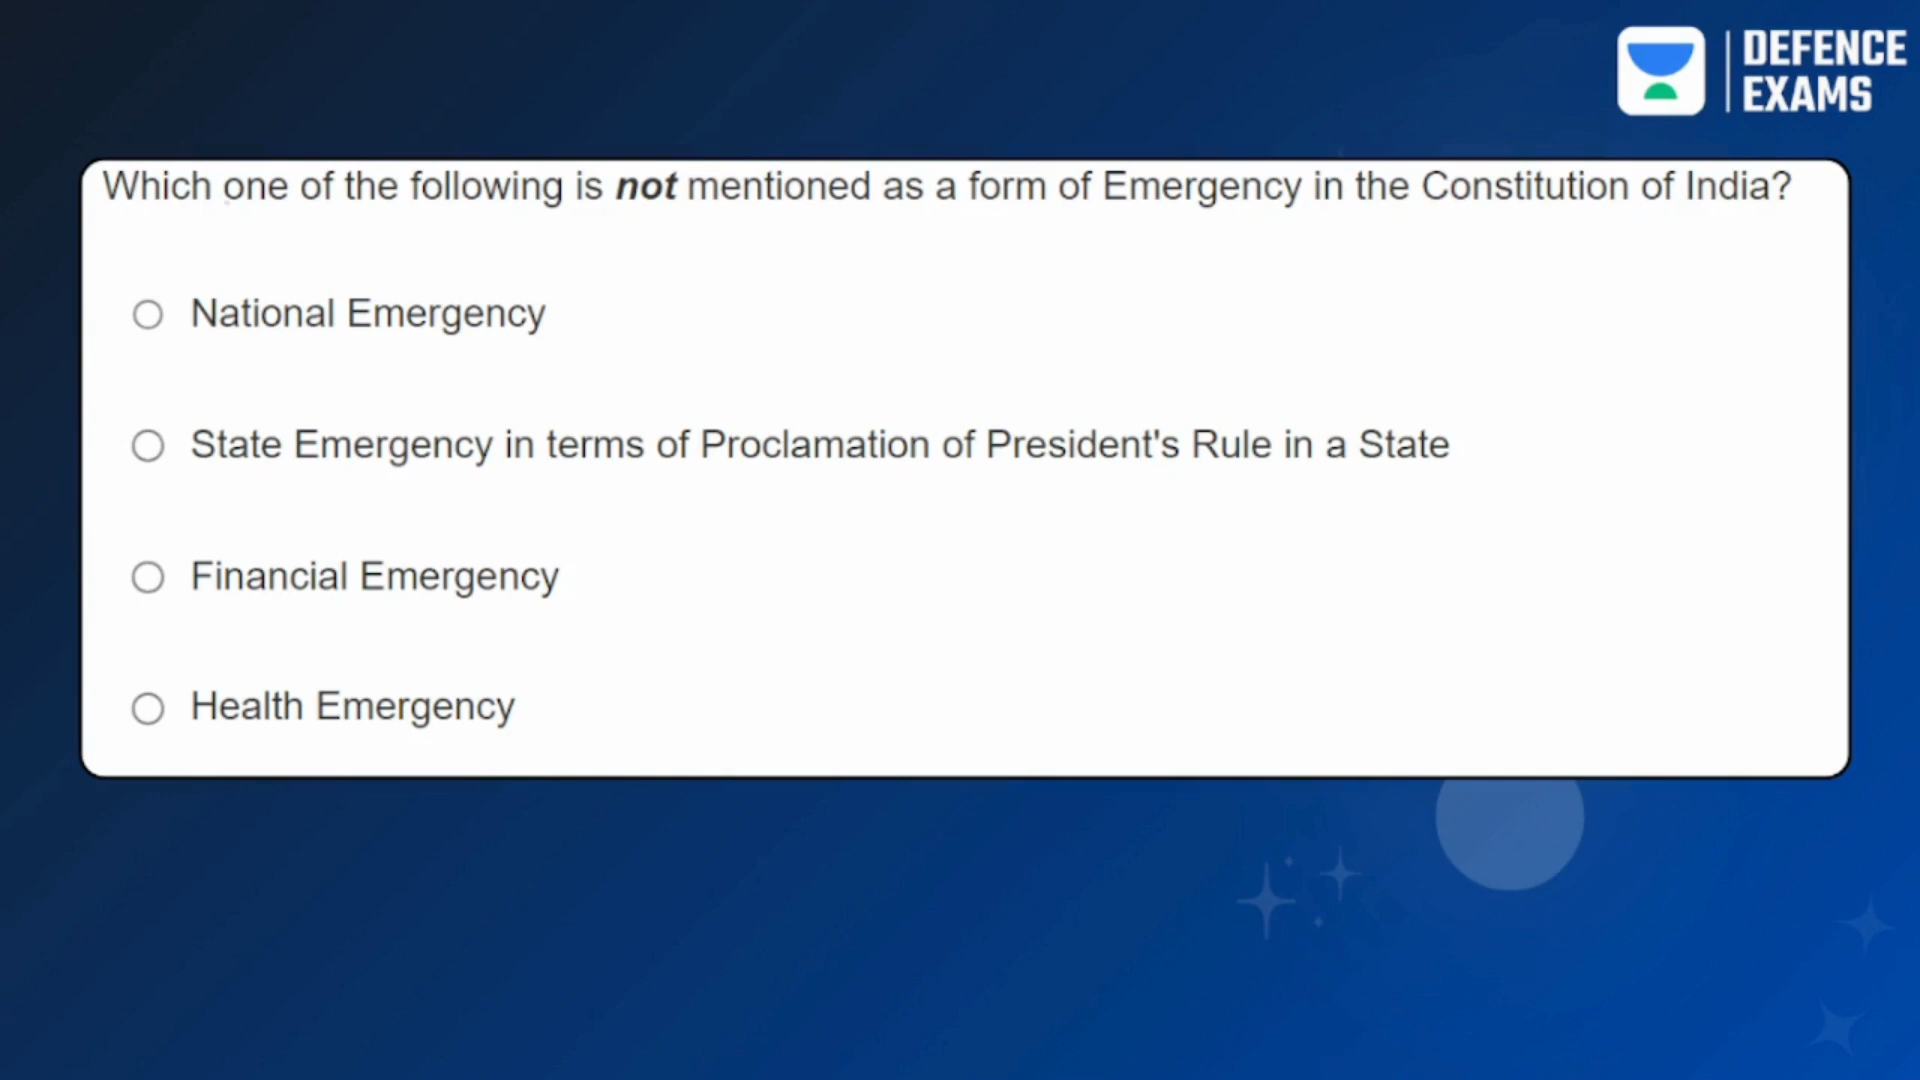 DEFENCE
EXAMS
Which one of the following is not mentioned as a form of Emergency in the Constitution of India?
National Emergency
State Emergency in terms of Proclamation of President's Rule in a State
Financial Emergency
Health Emergency